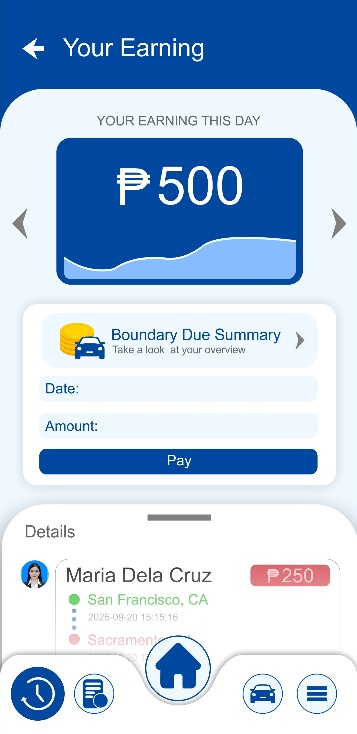 Your Earning
YOUR EARNING THIS DAY
₱500
Boundary Due Summary
Take a look at your overview
Date:
Amount:
Pay
Details
Maria Dela Cruz
₱250
San Francisco, CA
2025-09-20 15:15:16
Sacramento